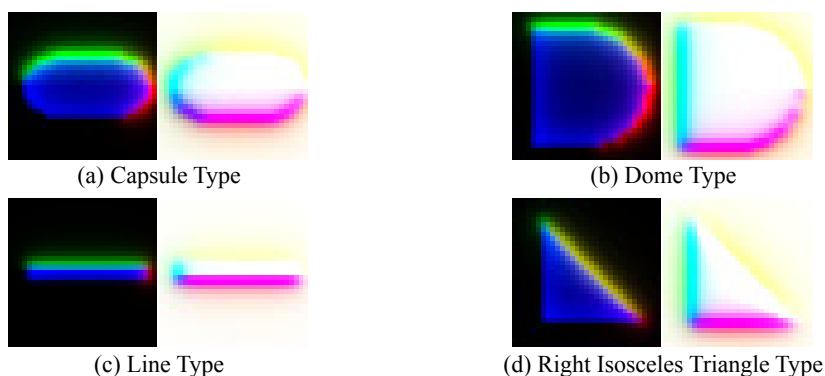 (a) Capsule Type
(b) Dome Type
(c) Line Type
(d) Right Isosceles Triangle Type